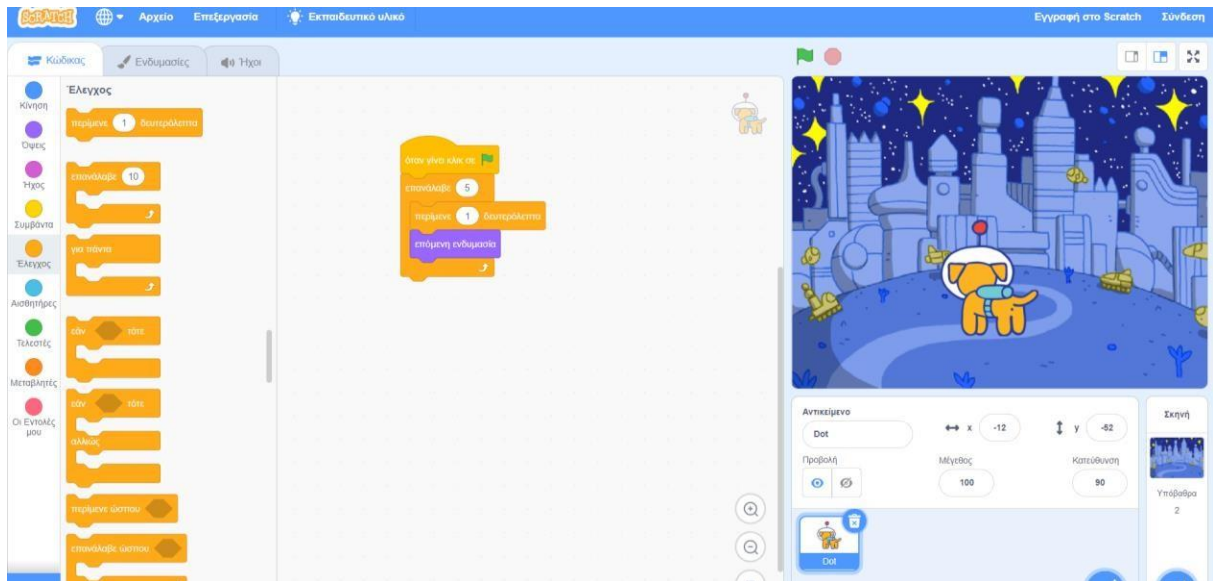 SCRATCH
Αρχείο Επεξεργασία Εκπαιδευτικό υλικό Εγγραφή στο Scratch Σύνδεση
Κώδικας Ενδυμασίες Ήχοι
Κίνηση
Όψεις
Ήχος
Συμβάντα
Έλεγχος
Αισθητήρες
Τελεστές
Μεταβλητές
Οι Εντολές
μου
Έλεγχος
περίμενε 1 δευτερόλεπτα
επανάλαβε 10
για πάντα
εάν τότε
εάν τότε
αλλιώς
περίμενε ώσπου
επανάλαβε ώσπου
όταν γίνει κλικ σε
επανάλαβε 5
περίμενε 1 δευτερόλεπτα
επόμενη ενδυμασία
Αντικείμενο
Dot x -12 y -52
Προβολή Μέγεθος Κατεύθυνση
100 90
Dot
Σκηνή
Υπόβαθρα
2